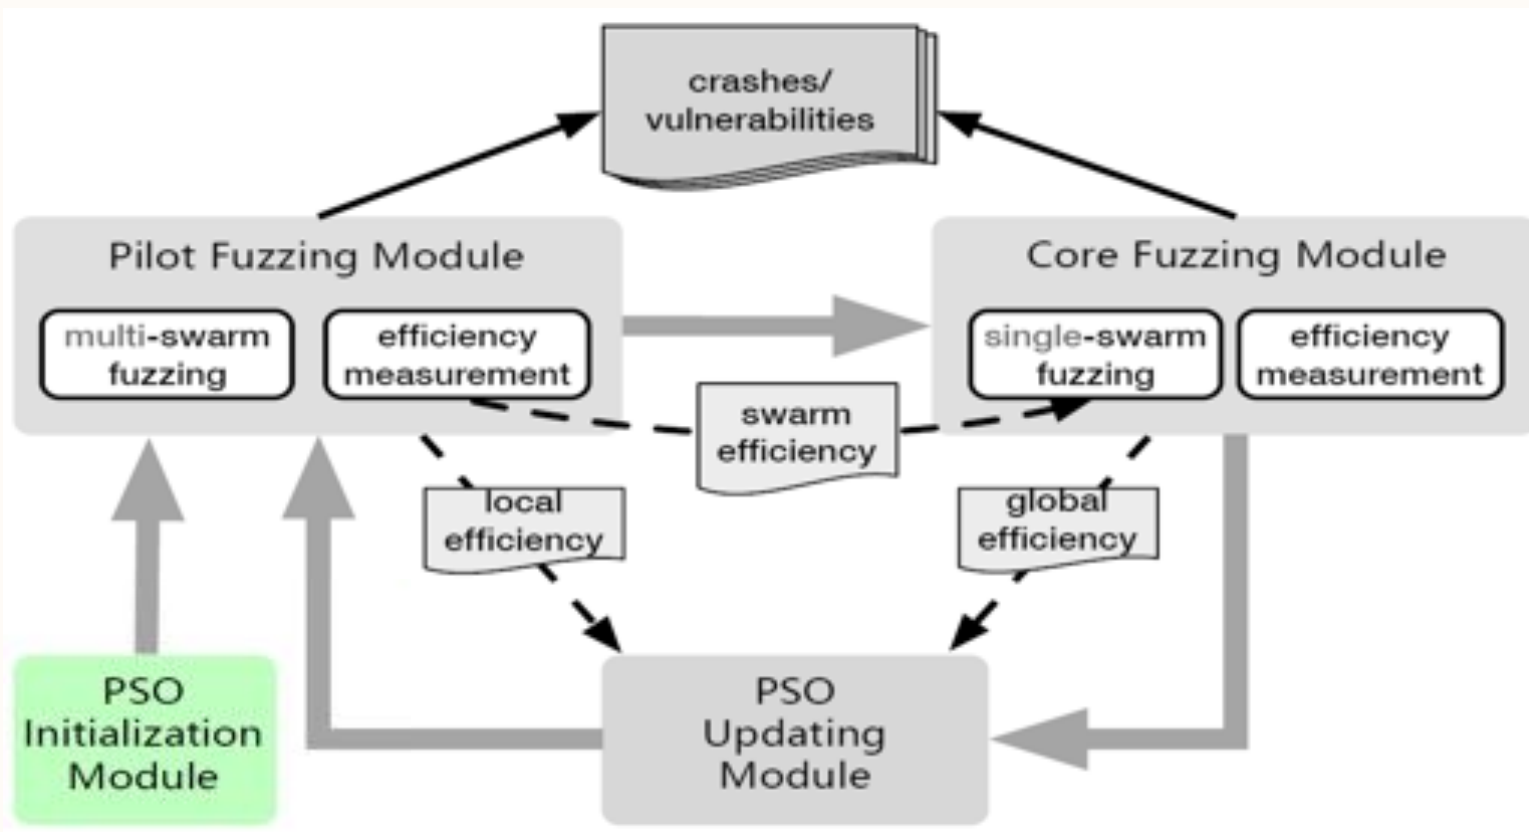 crashes/
vulnerabilities
Pilot Fuzzing Module
multi-swarm
fuzzing
efficiency
measurement
Core Fuzzing Module
single-swarm
fuzzing
efficiency
measurement
swarm
efficiency
local
efficiency
global
efficiency
PSO
Initialization
Module
PSO
Updating
Module